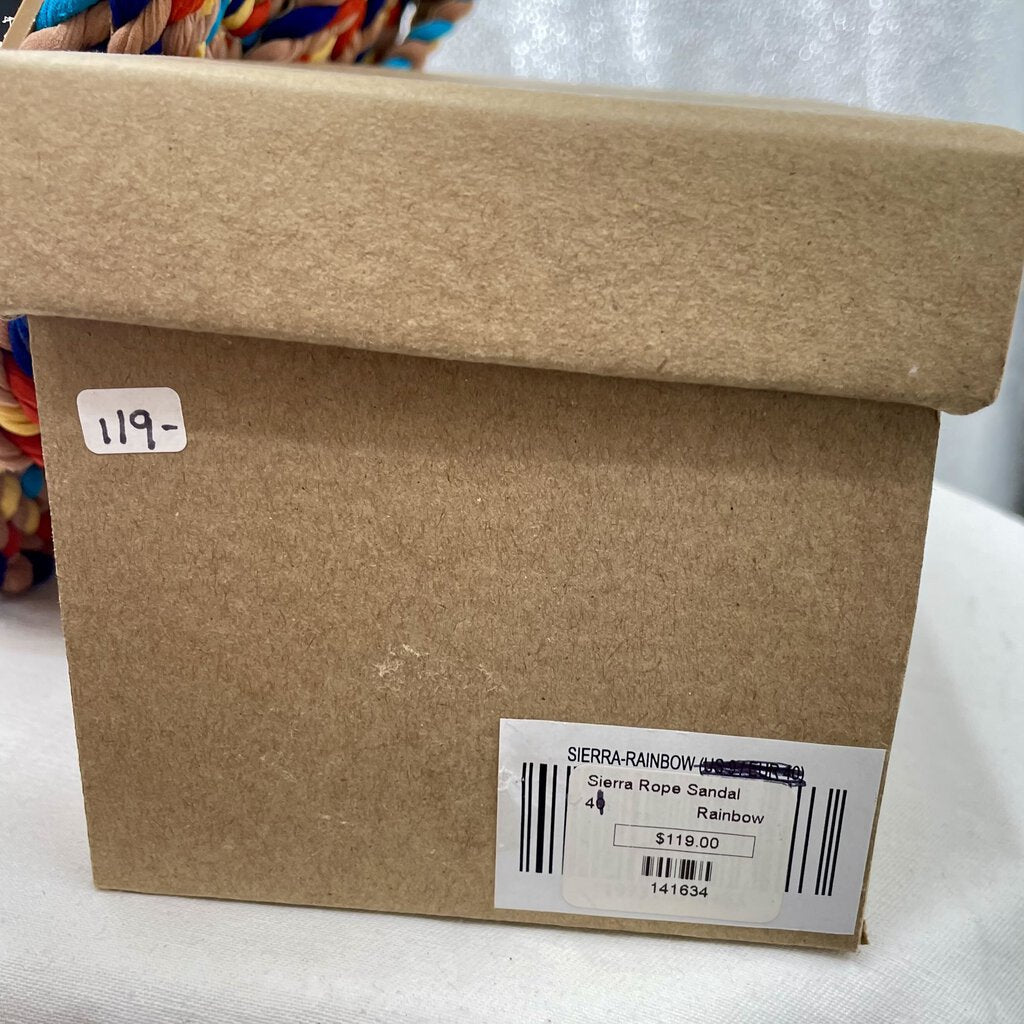 119-
SIERRA-RAINBOW
Sierra Rope Sandal
Rainbow
$119.00
141634